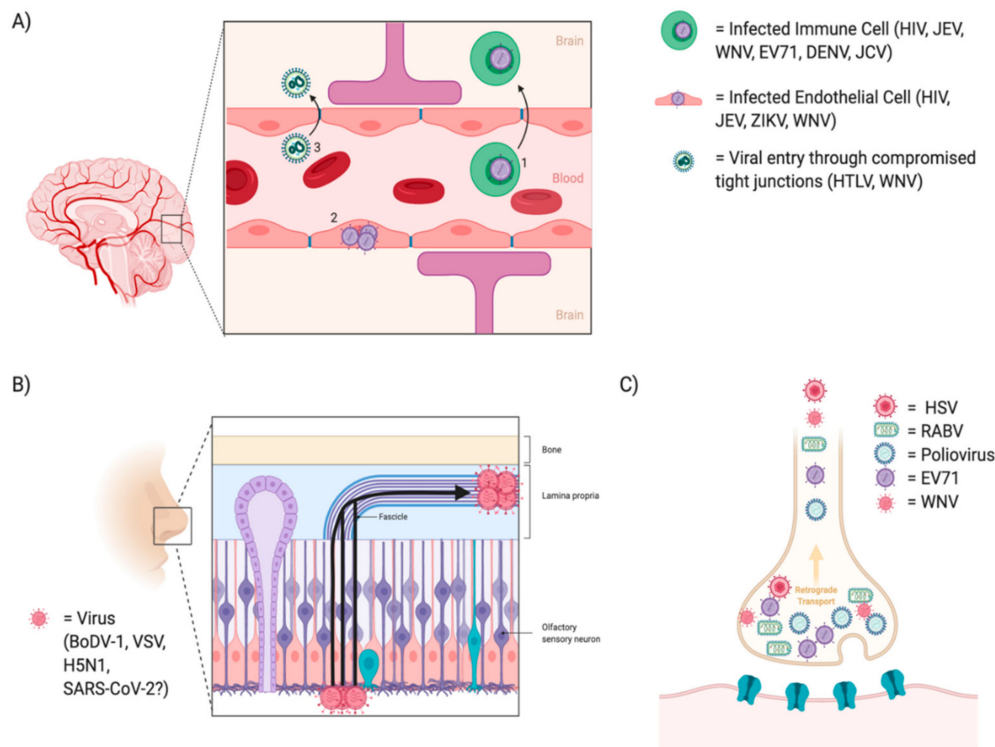 A)
Brain
3
1
Blood
2
Brain
= Infected Immune Cell (HIV, JEV,
WNV, EV71, DENV, JCV)
= Infected Endothelial Cell (HIV,
JEV, ZIKV, WNV)
= Viral entry through compromised
tight junctions (HTLV, WNV)
B)
Bone
Lamina propria
Fascicle
Olfactory
sensory neuron
= Virus
(BoDV-1, VSV,
H5N1,
SARS-CoV-2?)
C)
= HSV
= RABV
= Poliovirus
= EV71
= WNV
Retrograde
Transport